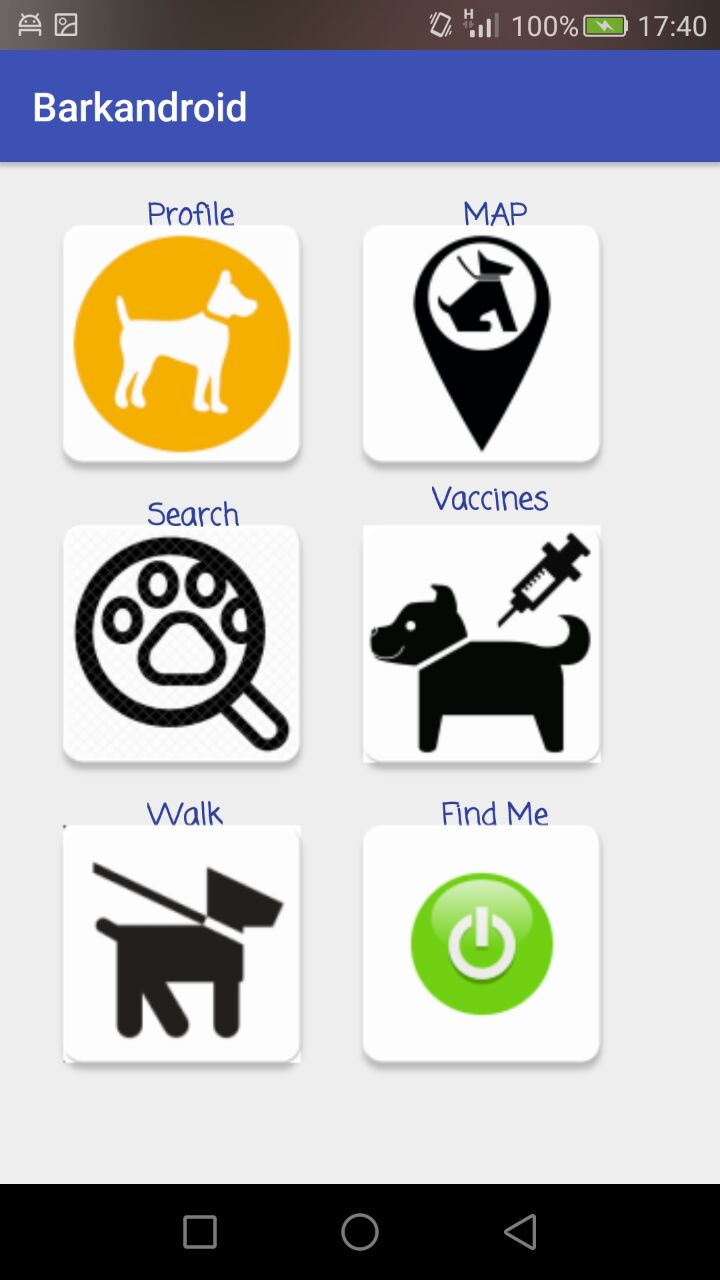 H 100% 17:40
Barkandroid
Profile MAP
Search Vaccines
Walk Find Me